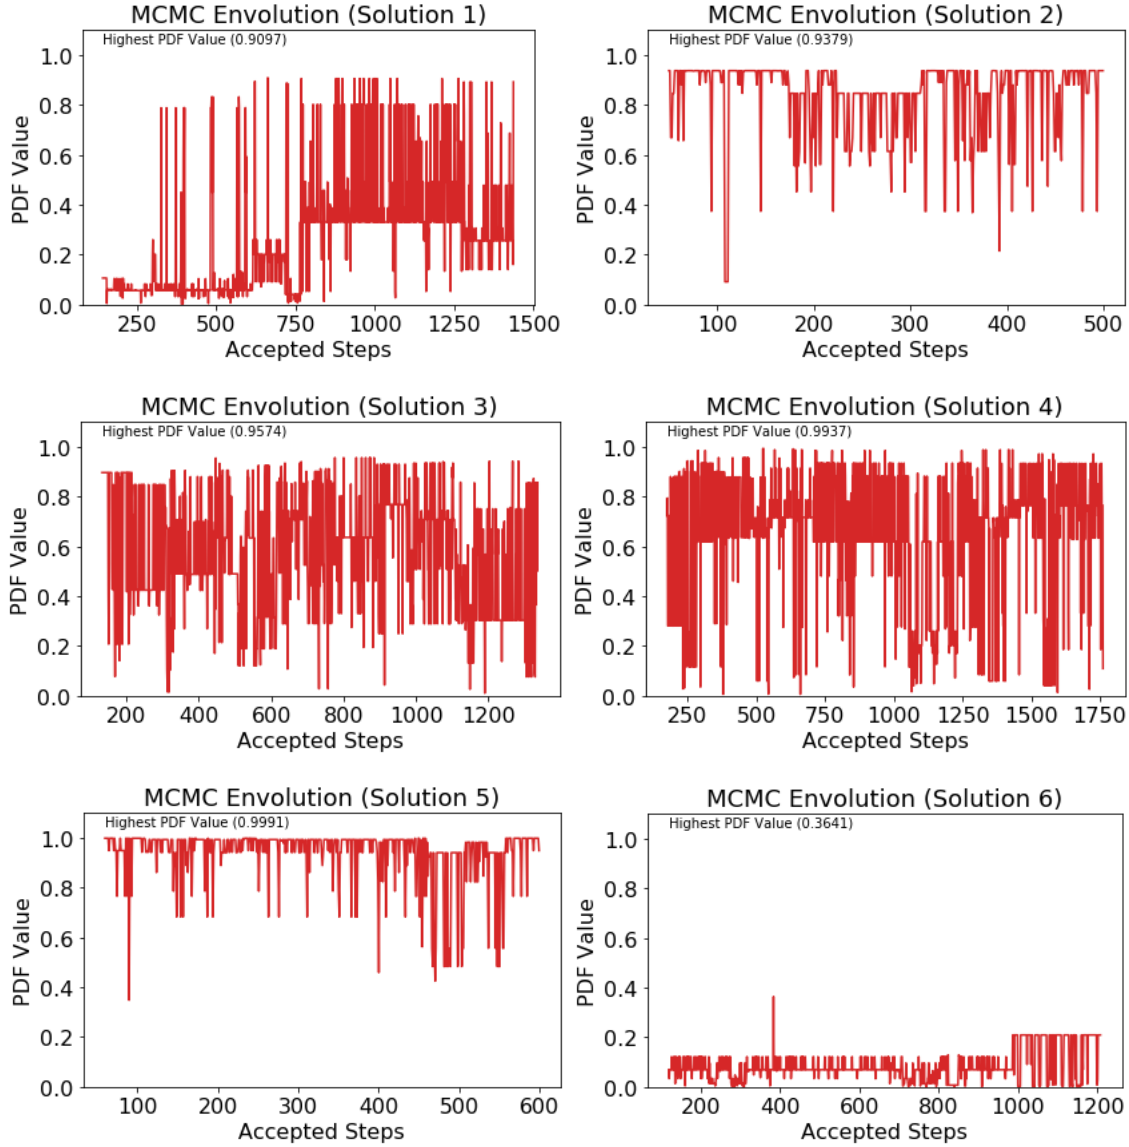 MCMC Envolution (Solution 1)
Highest PDF Value (0.9097)
PDF Value
1.0
0.8
0.6
0.4
0.2
0.0
250 500 750 1000 1250 1500
Accepted Steps
MCMC Envolution (Solution 2)
Highest PDF Value (0.9379)
PDF Value
1.0
0.8
0.6
0.4
0.2
0.0
100 200 300 400 500
Accepted Steps
MCMC Envolution (Solution 3)
Highest PDF Value (0.9574)
PDF Value
1.0
0.8
0.6
0.4
0.2
0.0
200 400 600 800 1000 1200
Accepted Steps
MCMC Envolution (Solution 4)
Highest PDF Value (0.9937)
PDF Value
1.0
0.8
0.6
0.4
0.2
0.0
250 500 750 1000 1250 1500 1750
Accepted Steps
MCMC Envolution (Solution 5)
Highest PDF Value (0.9991)
PDF Value
1.0
0.8
0.6
0.4
0.2
0.0
100 200 300 400 500 600
Accepted Steps
MCMC Envolution (Solution 6)
Highest PDF Value (0.3641)
PDF Value
1.0
0.8
0.6
0.4
0.2
0.0
200 400 600 800 1000 1200
Accepted Steps